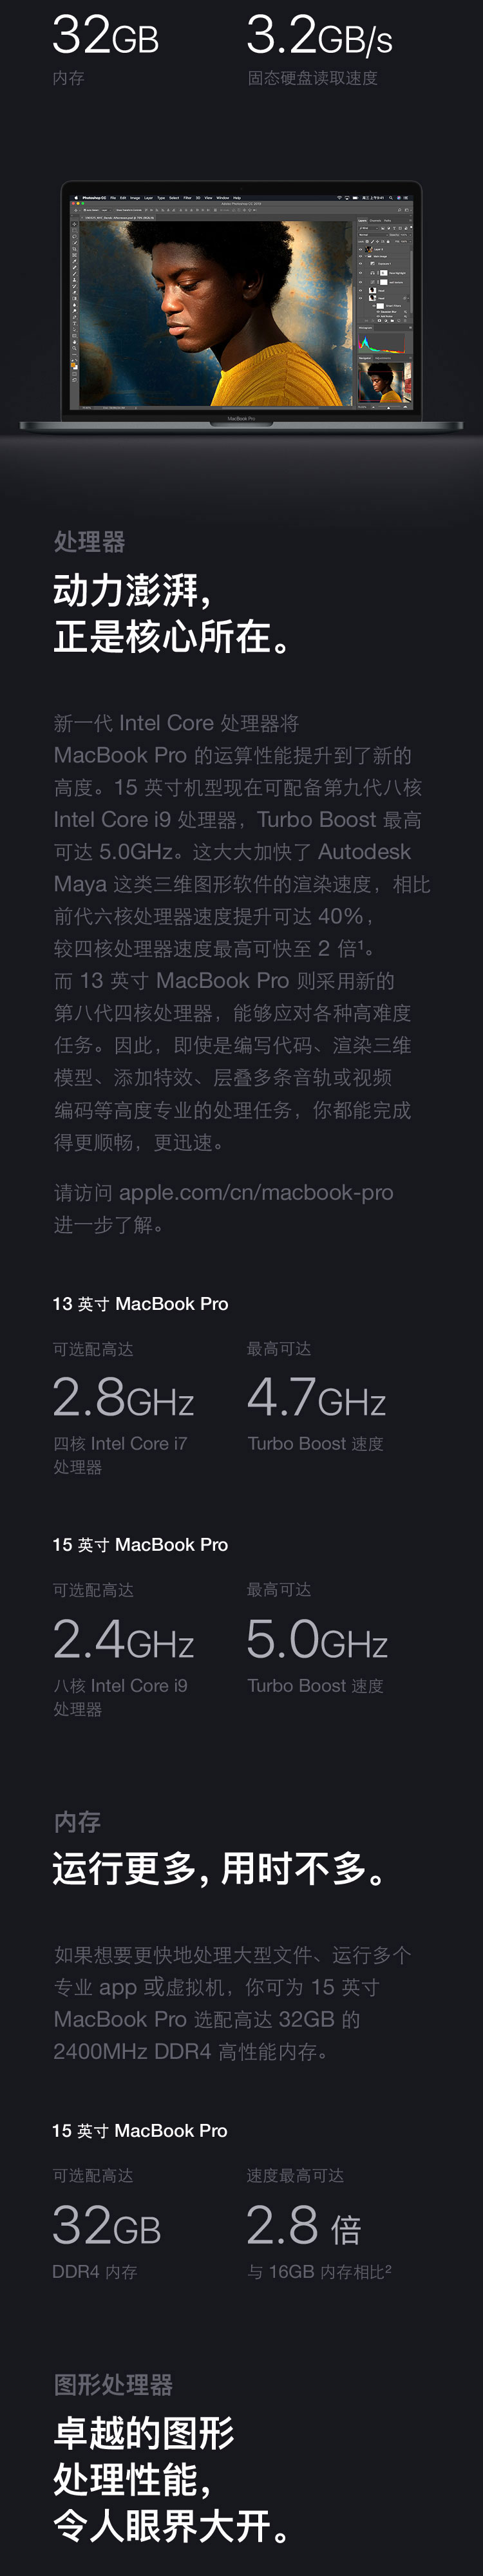 32GB
3.2GB/s
内存
固态硬盘读取速度
MacBook Pro
处理器
动力澎湃，
正是核心所在。
新一代 Intel Core 处理器将
MacBook Pro 的运算性能提升到了新的
高度。15 英寸机型现在可配备第九代八核
Intel Core i9 处理器，Turbo Boost 最高
可达 5.0GHz。这大大加快了 Autodesk
Maya 这类三维图形软件的渲染速度，相比
前代六核处理器速度提升可达 40%，
较四核处理器速度最高可快至 2 倍¹。
而 13 英寸 MacBook Pro 则采用新的
第八代四核处理器，能够应对各种高难度
任务。因此，即使是编写代码、渲染三维
模型、添加特效、层叠多条音轨或视频
编码等高度专业的处理任务，你都能完成
得更顺畅，更迅速。
请访问 apple.com/cn/macbook-pro
进一步了解。
13 英寸 MacBook Pro
可选配高达
最高可达
2.8GHz
4.7GHz
四核 Intel Core i7
处理器
Turbo Boost 速度
15 英寸 MacBook Pro
可选配高达
最高可达
2.4GHz
5.0GHz
八核 Intel Core i9
处理器
Turbo Boost 速度
内存
运行更多，用时不多。
如果想要更快地处理大型文件、运行多个
专业 app 或虚拟机，你可为 15 英寸
MacBook Pro 选配高达 32GB 的
2400MHz DDR4 高性能内存。
15 英寸 MacBook Pro
可选配高达
速度最高可达
32GB
2.8 倍
DDR4 内存
与 16GB 内存相比²
图形处理器
卓越的图形
处理性能，
令人眼界大开。